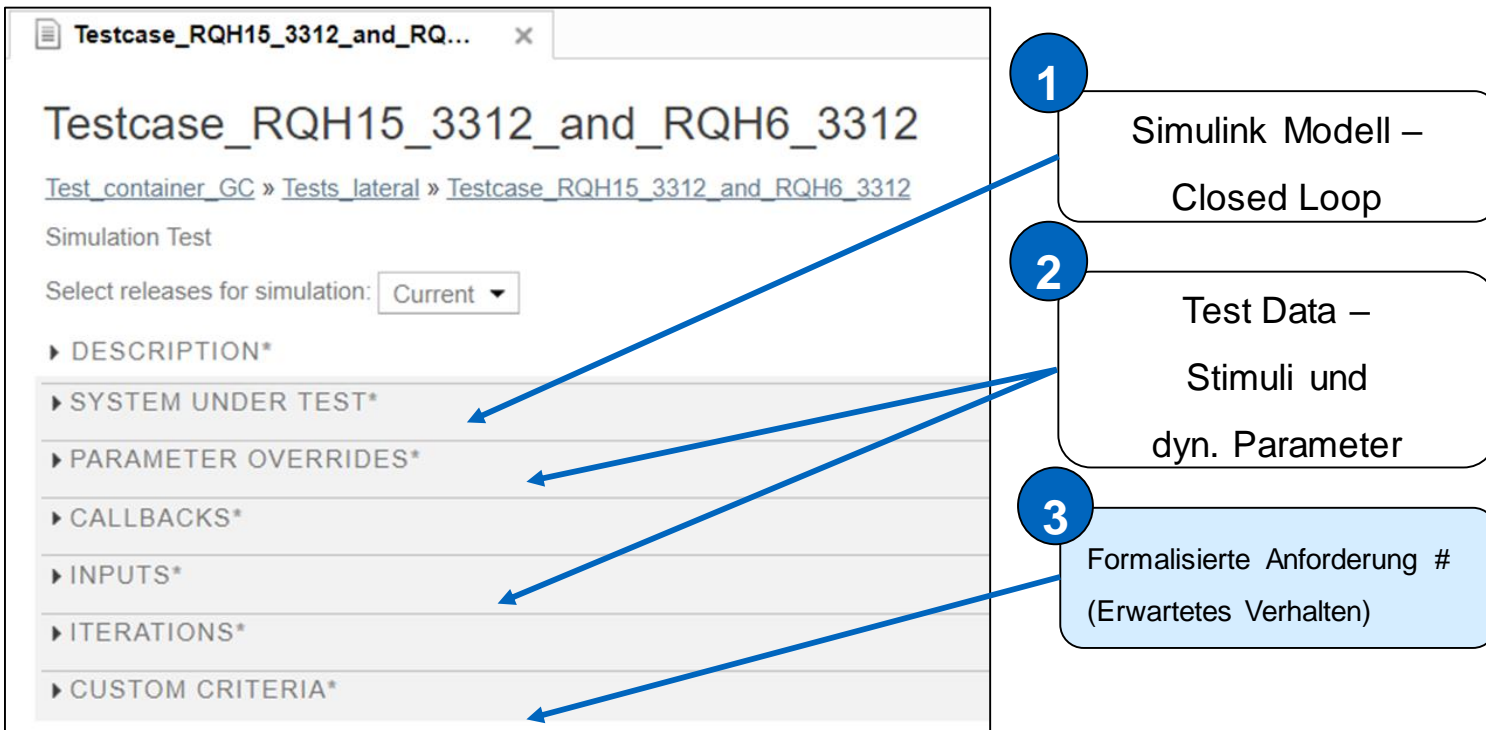 Testcase_RQH15_3312_and_RQ... ×
Testcase_RQH15_3312_and_RQH6_3312
Test_container_GC » Tests_lateral » Testcase_RQH15_3312_and_RQH6_3312
Simulation Test
Select releases for simulation: Current
DESCRIPTION*
SYSTEM UNDER TEST*
PARAMETER OVERRIDES*
CALLBACKS*
INPUTS*
ITERATIONS*
CUSTOM CRITERIA*
1
Simulink Modell –
Closed Loop
2
Test Data –
Stimuli und
dyn. Parameter
3
Formalisierte Anforderung #
(Erwartetes Verhalten)